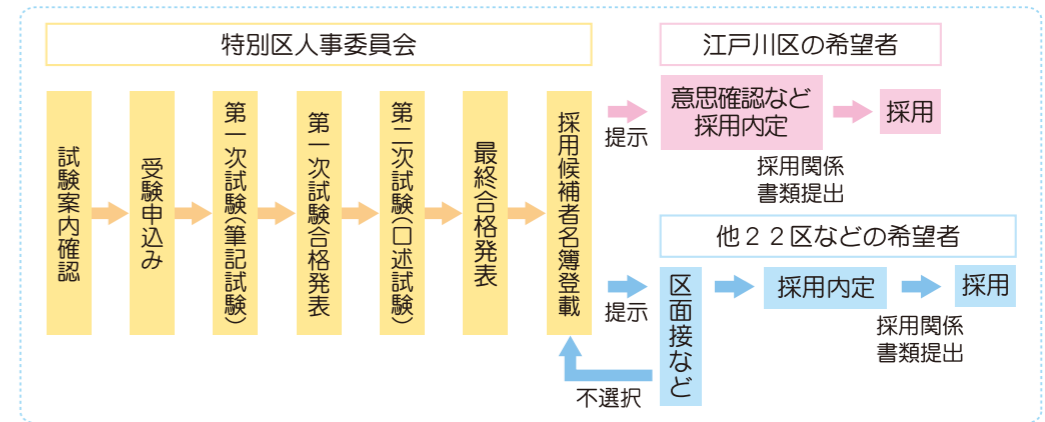 特別区人事委員会
試験案内確認
受験申込み
第一次試験(筆記試験)
第一次試験合格発表
第二次試験(口述試験)
最終合格発表
採用候補者名簿登載
江戸川区の希望者
提示
意思確認など
採用内定
採用
採用関係
書類提出
他22区などの希望者
提示
区面接など
採用内定
採用
採用関係
書類提出
不選択